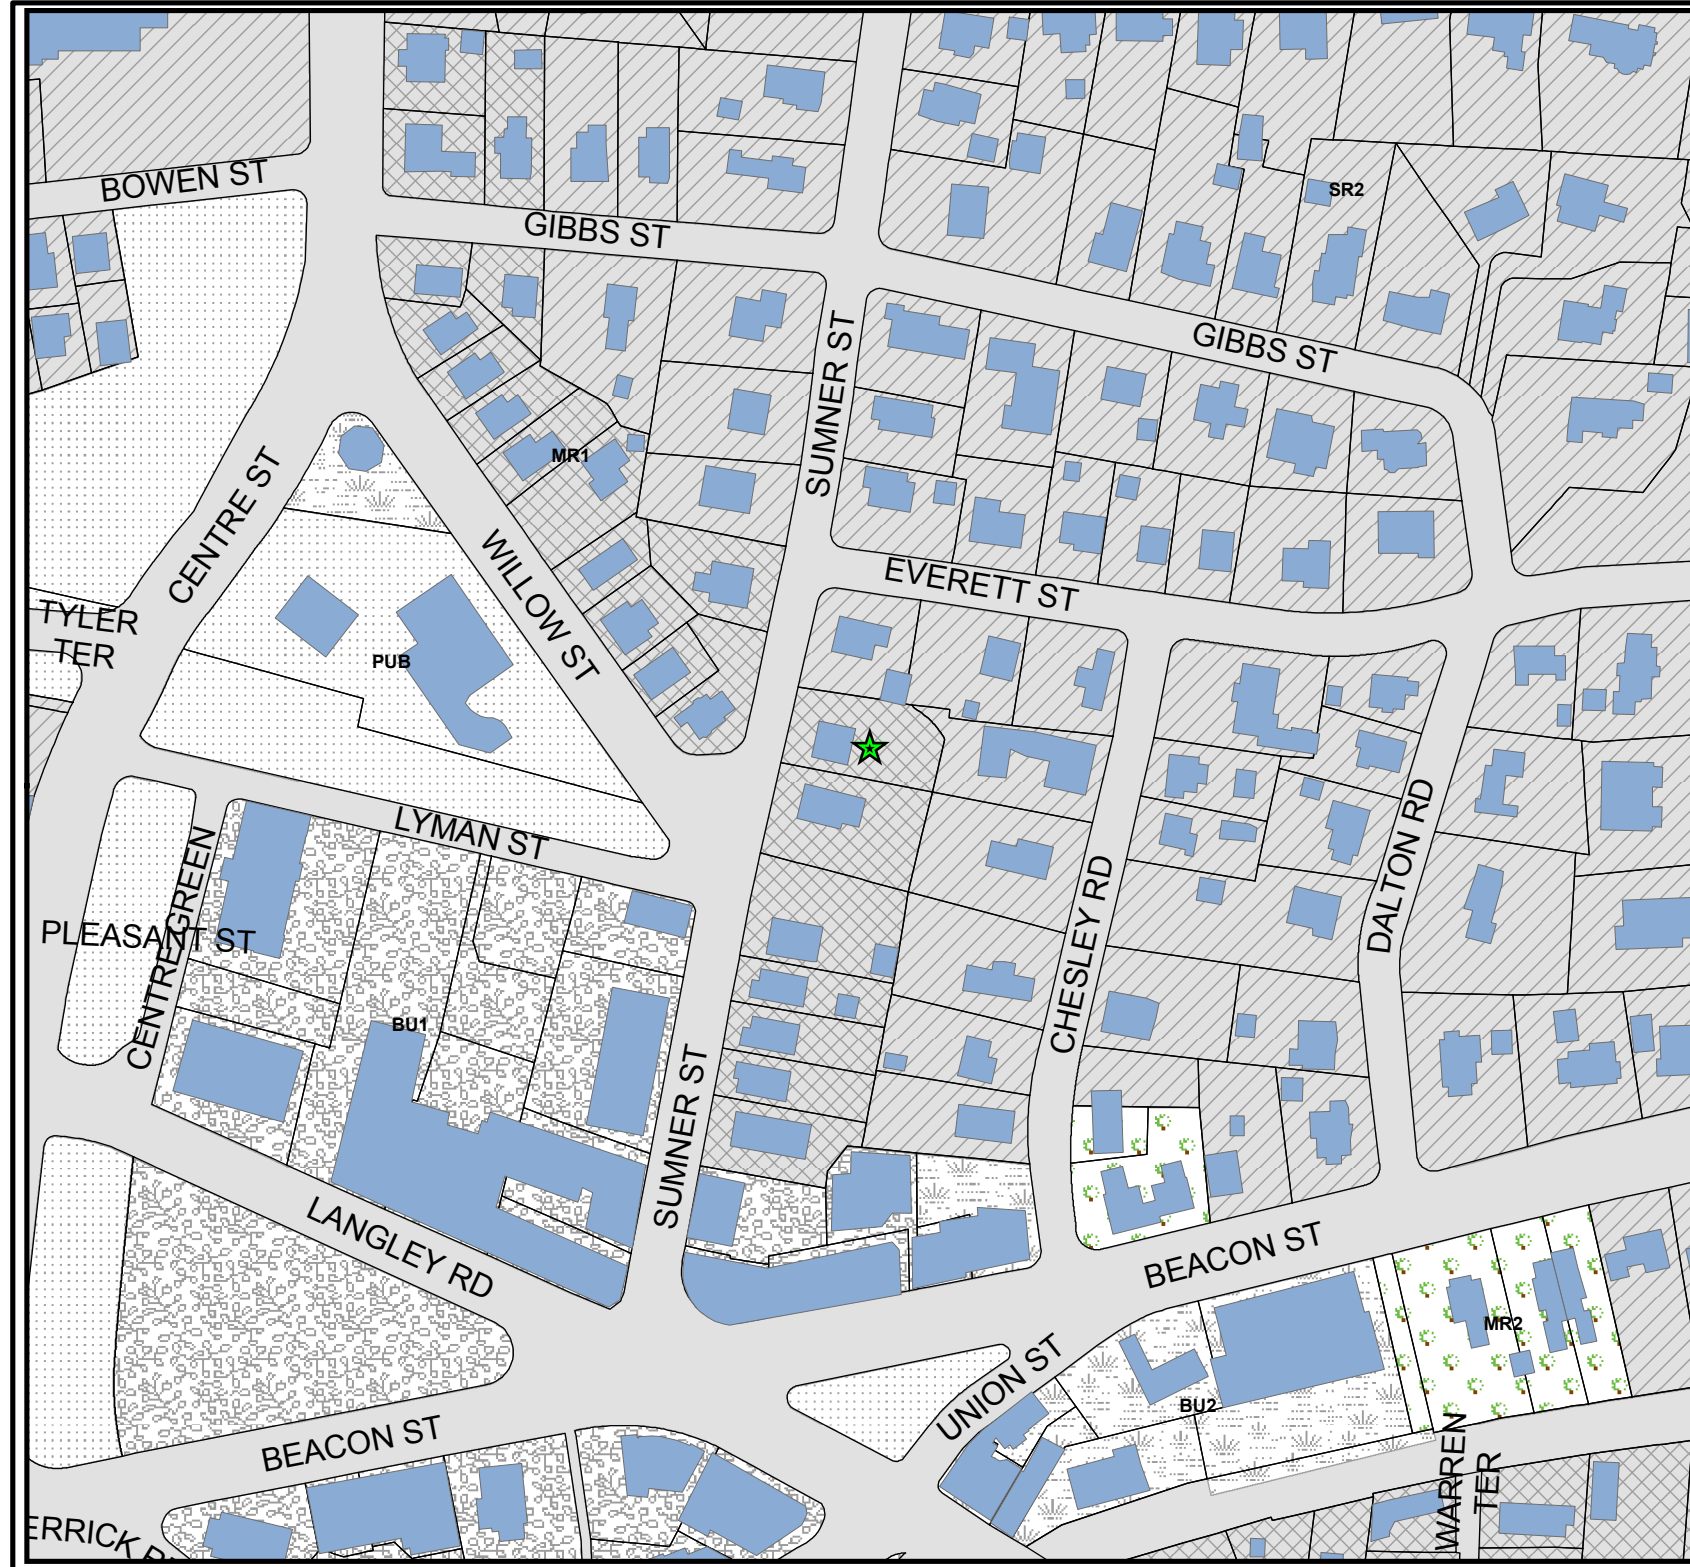 BOWEN ST
GIBBS ST
SR2
GIBBS ST
SUMNER ST
CENTRE ST
MR1
WILLOW ST
EVERETT ST
TYLER
TER
PUB
LYMAN ST
DALTON RD
CENTRE GREEN
PLEASANT ST
CHESLEY RD
BU1
SUMNER ST
LANGLEY RD
BEACON ST
MR2
UNION ST
BU2
BEACON ST
WARREN
TER